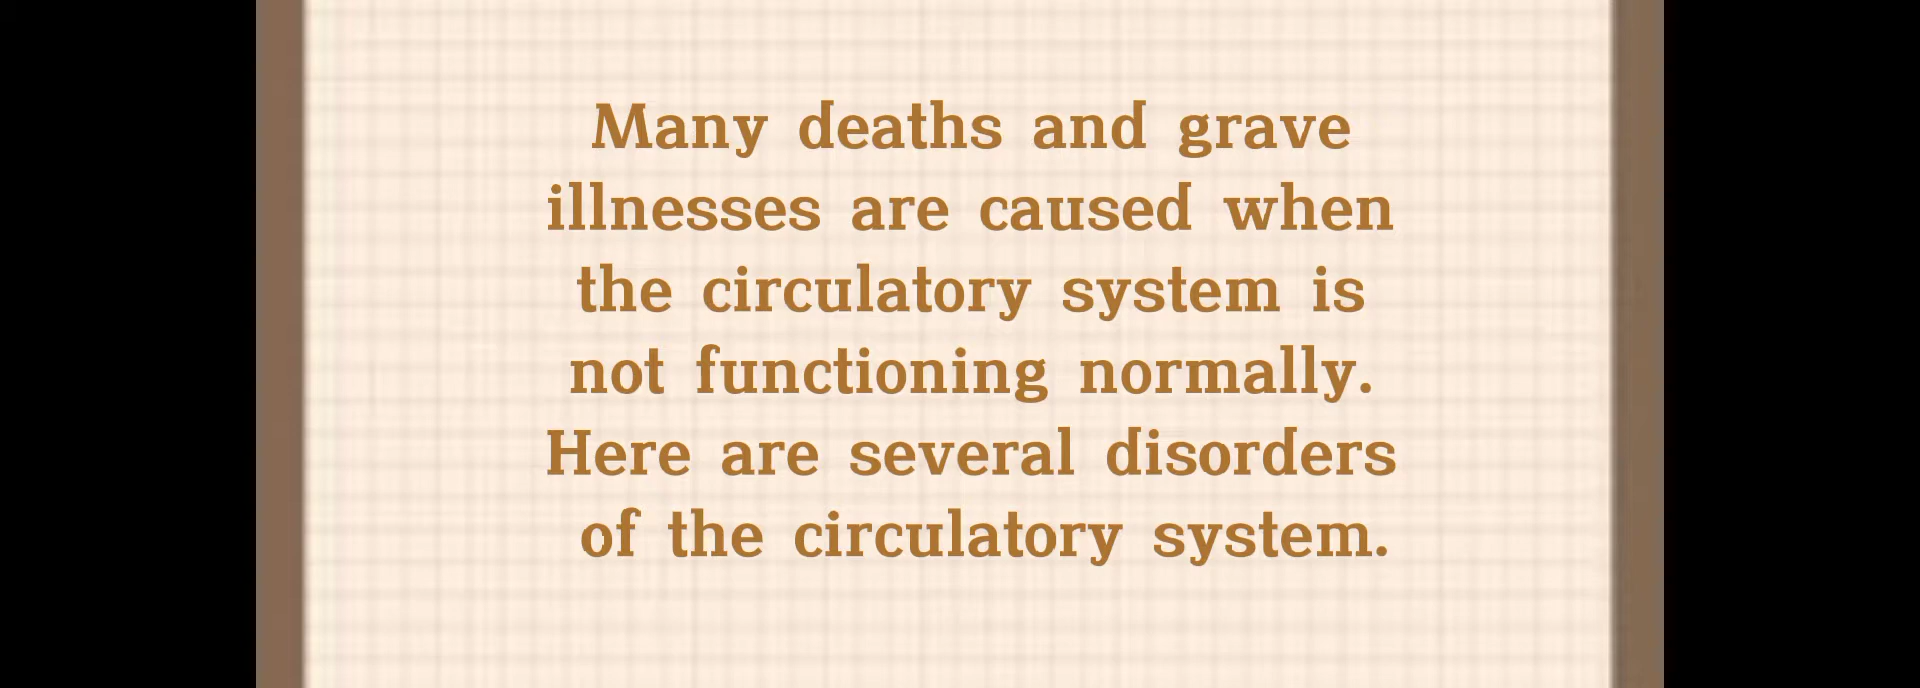 Many deaths and grave
illnesses are caused when
the circulatory system is
not functioning normally.
Here are several disorders
of the circulatory system.